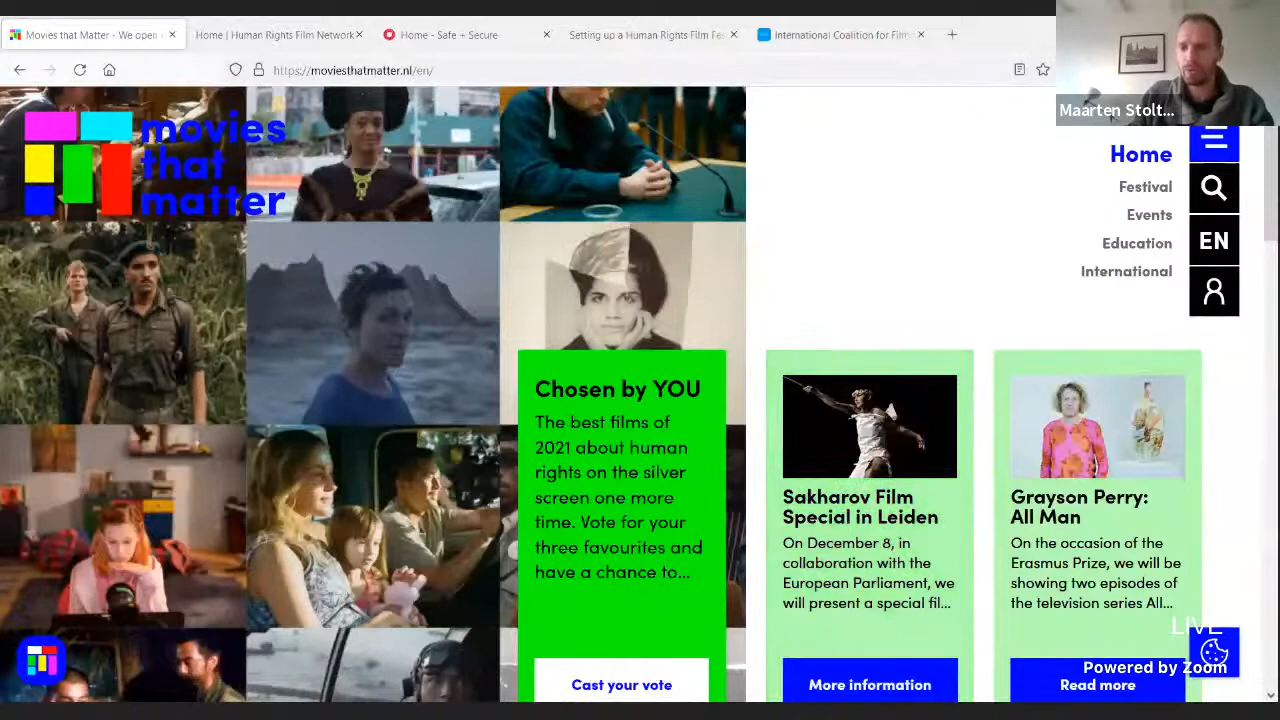 Movies that Matter - We open
Home | Human Rights Film Network
Home - Safe + Secure
Setting up a Human Rights Film Fes
International Coalition for Film
https://moviesthatmatter.nl/en/
Maarten Stolt...
movies
that
matter
Home
Festival
Events
Education
International
EN
Chosen by YOU
The best films of
2021 about human
rights on the silver
screen one more
time. Vote for your
three favourites and
have a chance to...
Cast your vote
Sakharov Film
Special in Leiden
On December 8, in
collaboration with the
European Parliament, we
will present a special fil...
More information
Grayson Perry:
All Man
On the occasion of the
Erasmus Prize, we will be
showing two episodes of
the television series All...
Read more
LIVE
Powered by Zoom